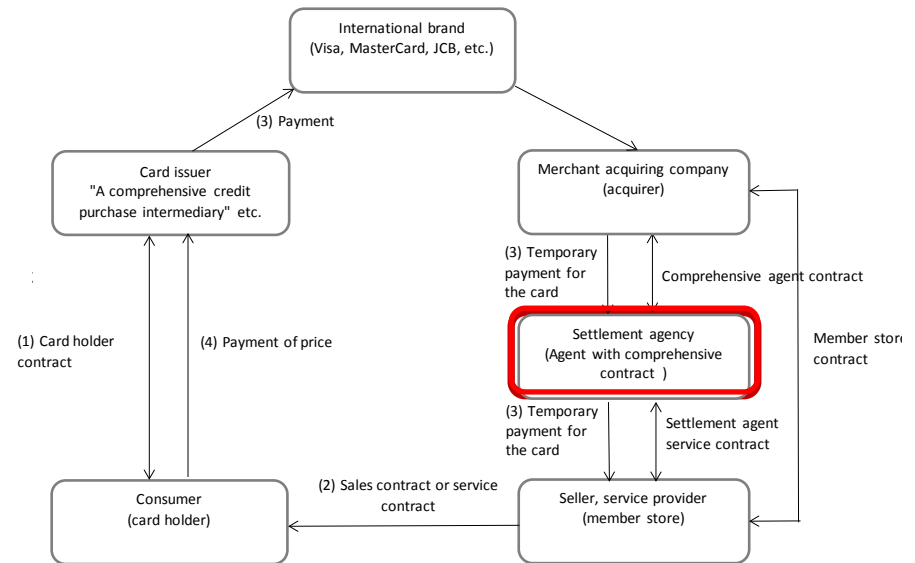 International brand
(Visa, MasterCard, JCB, etc.)
(3) Payment
Card issuer
"A comprehensive credit
purchase intermediary" etc.
Merchant acquiring company
(acquirer)
(3) Temporary
payment for
the card
Comprehensive agent contract
(1) Card holder
contract
(4) Payment of price
Settlement agency
(Agent with comprehensive
contract )
Member store
contract
(3) Temporary
payment for
the card
Settlement agent
service contract
(2) Sales contract or service
contract
Consumer
(card holder)
Seller, service provider
(member store)